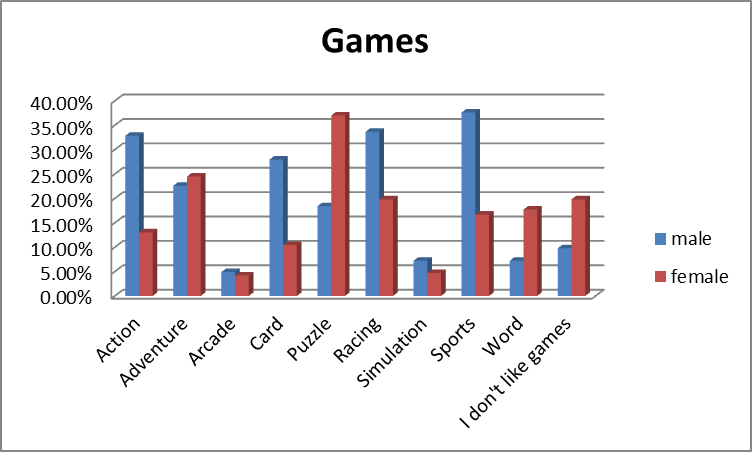 Games
40.00%
35.00%
30.00%
25.00%
20.00%
15.00%
10.00%
5.00%
0.00%
Action
Adventure
Arcade
Card
Puzzle
Racing
Simulation
Sports
Word
I don't like games
male
female